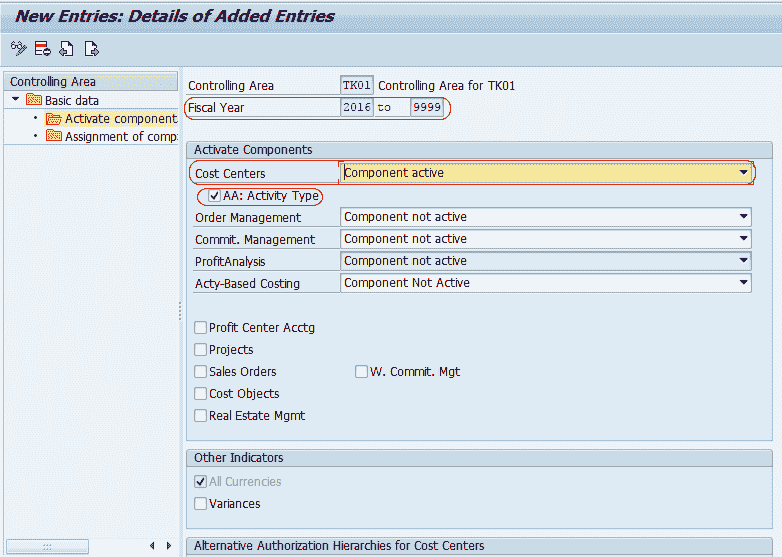 New Entries: Details of Added Entries
Controlling Area
Basic data
Activate component
Assignment of comp
Controlling Area TK01 Controlling Area for TK01
Fiscal Year 2016 to 9999
Activate Components
Cost Centers Component active
AA: Activity Type
Order Management Component not active
Commit. Management Component not active
ProfitAnalysis Component not active
Acty-Based Costing Component Not Active
Profit Center Acctg
Projects
Sales Orders W. Commit. Mgt
Cost Objects
Real Estate Mgmt
Other Indicators
All Currencies
Variances
Alternative Authorization Hierarchies for Cost Centers